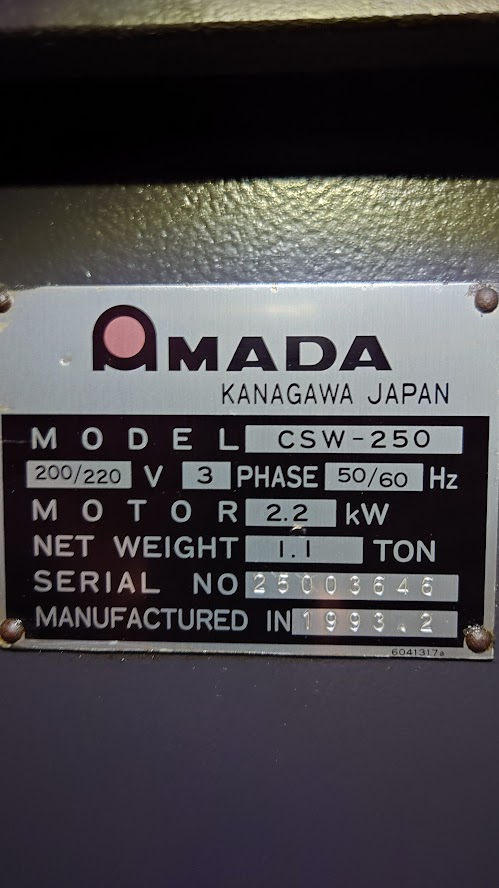 AMADA
KANAGAWA JAPAN
MODEL CSW-250
200/220 V 3 PHASE 50/60 Hz
MOTOR 2.2 kW
NET WEIGHT 1.1 TON
SERIAL NO 25003646
MANUFACTURED IN 1993.2
6041317a